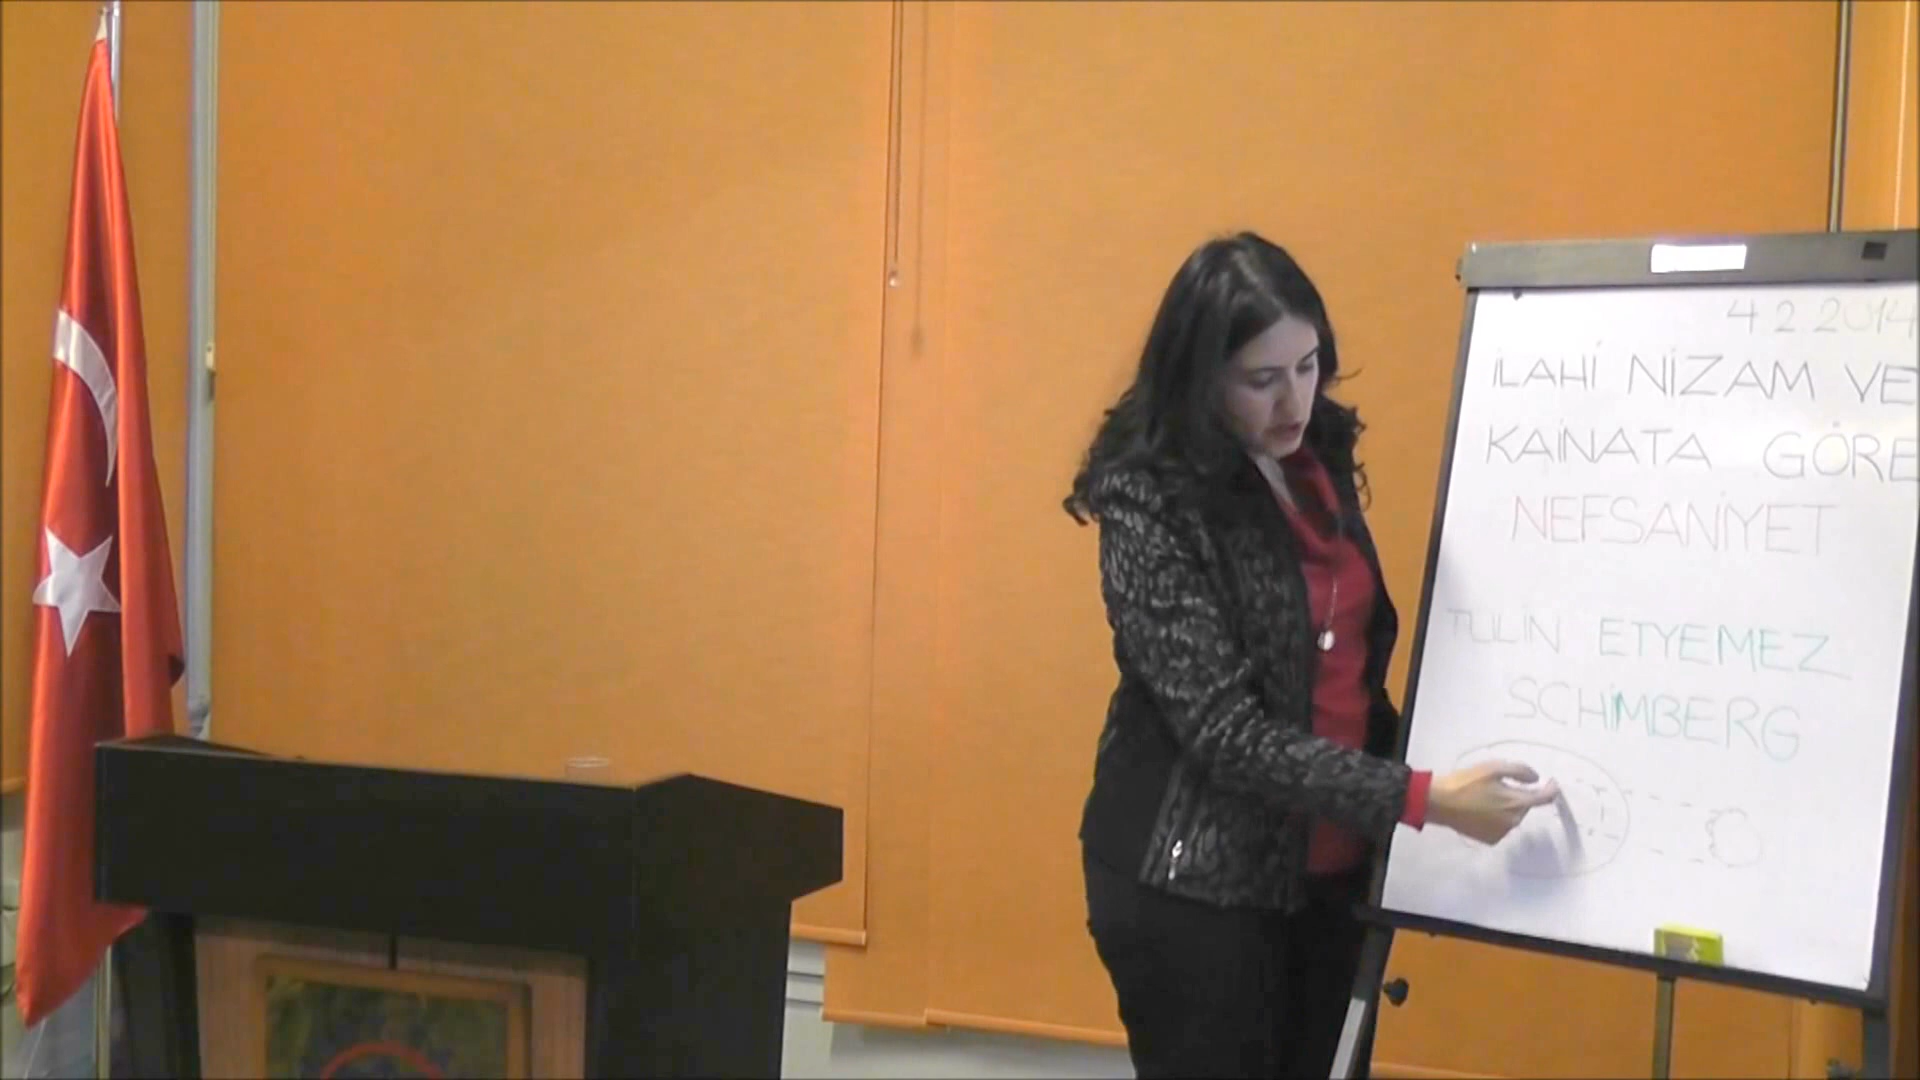 4.2.2014
İLAHİ NİZAM VE
KAİNATA GÖRE
NEFSANİYET
TÜLİN ETYEMEZ
SCHİMBERG